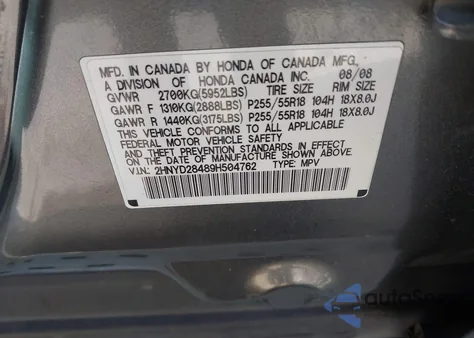 MFD. IN CANADA BY HONDA OF CANADA MFG.,
A DIVISION OF HONDA CANADA INC. 08/08
GVWR 2700KG(5952LBS) TIRE SIZE RIM SIZE
GAWR F 1310KG(2888LBS) P255/55R18 104H 18X8.0J
GAWR R 1440KG(3175LBS) P255/55R18 104H 18X8.0J
THIS VEHICLE CONFORMS TO ALL APPLICABLE
FEDERAL MOTOR VEHICLE SAFETY AND
THEFT PREVENTION STANDARDS IN EFFECT
ON THE DATE OF MANUFACTURE SHOWN ABOVE.
V.I.N: 2HNYD28489H504762 TYPE: MPV